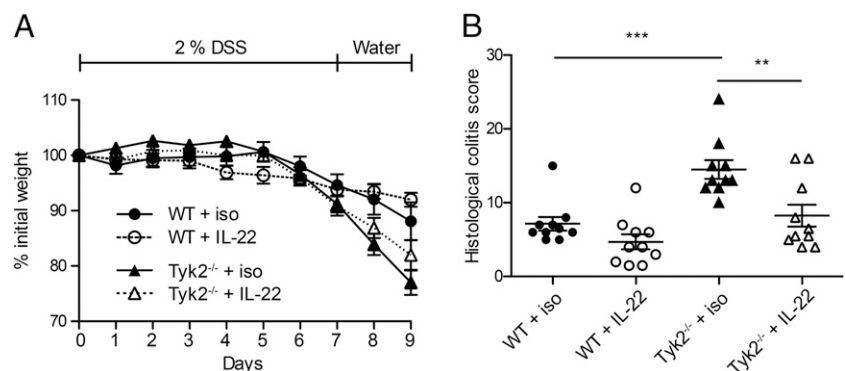 A
2 % DSS Water
% initial weight
110
100
90
80
70
WT + iso
WT + IL-22
Tyk2-/- + iso
Tyk2-/- + IL-22
0 1 2 3 4 5 6 7 8 9
Days
B
Histological colitis score
30
20
10
0
***
**
WT + iso
WT + IL-22
Tyk2-/- + iso
Tyk2-/- + IL-22